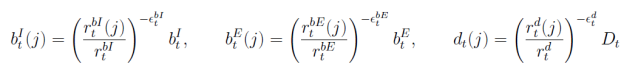 $b_t^I(j) = \left(\frac{r_t^{bI}(j)}{r_t^{bI}}\right)^{-\epsilon_t^{bI}} b_t^I, \qquad b_t^E(j) = \left(\frac{r_t^{bE}(j)}{r_t^{bE}}\right)^{-\epsilon_t^{bE}} b_t^E, \qquad d_t(j) = \left(\frac{r_t^d(j)}{r_t^d}\right)^{-\epsilon_t^d} D_t$